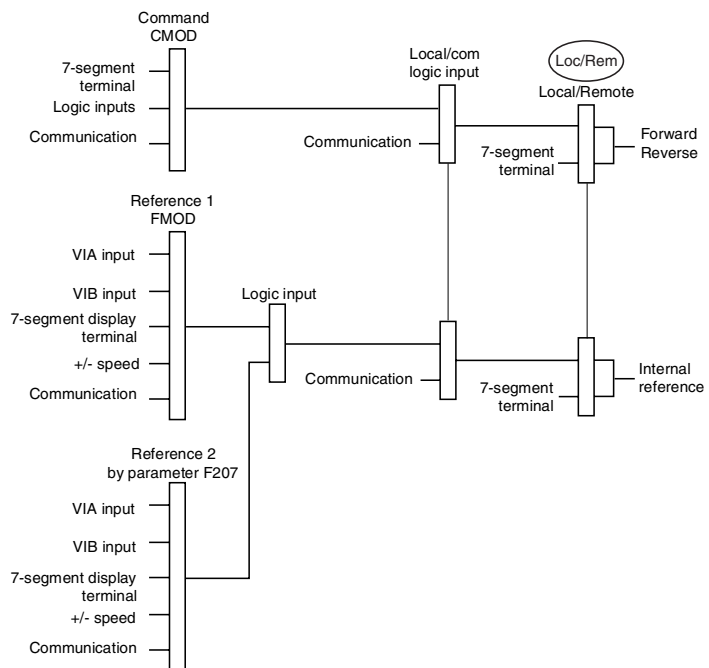 Command
CMOD
7-segment
terminal
Logic inputs
Communication
Local/com
logic input
Communication
Loc/Rem
Local/Remote
7-segment
terminal
Forward
Reverse
Reference 1
FMOD
VIA input
VIB input
7-segment display
terminal
+/- speed
Communication
Logic input
Communication
7-segment
terminal
Internal
reference
Reference 2
by parameter F207
VIA input
VIB input
7-segment display
terminal
+/- speed
Communication